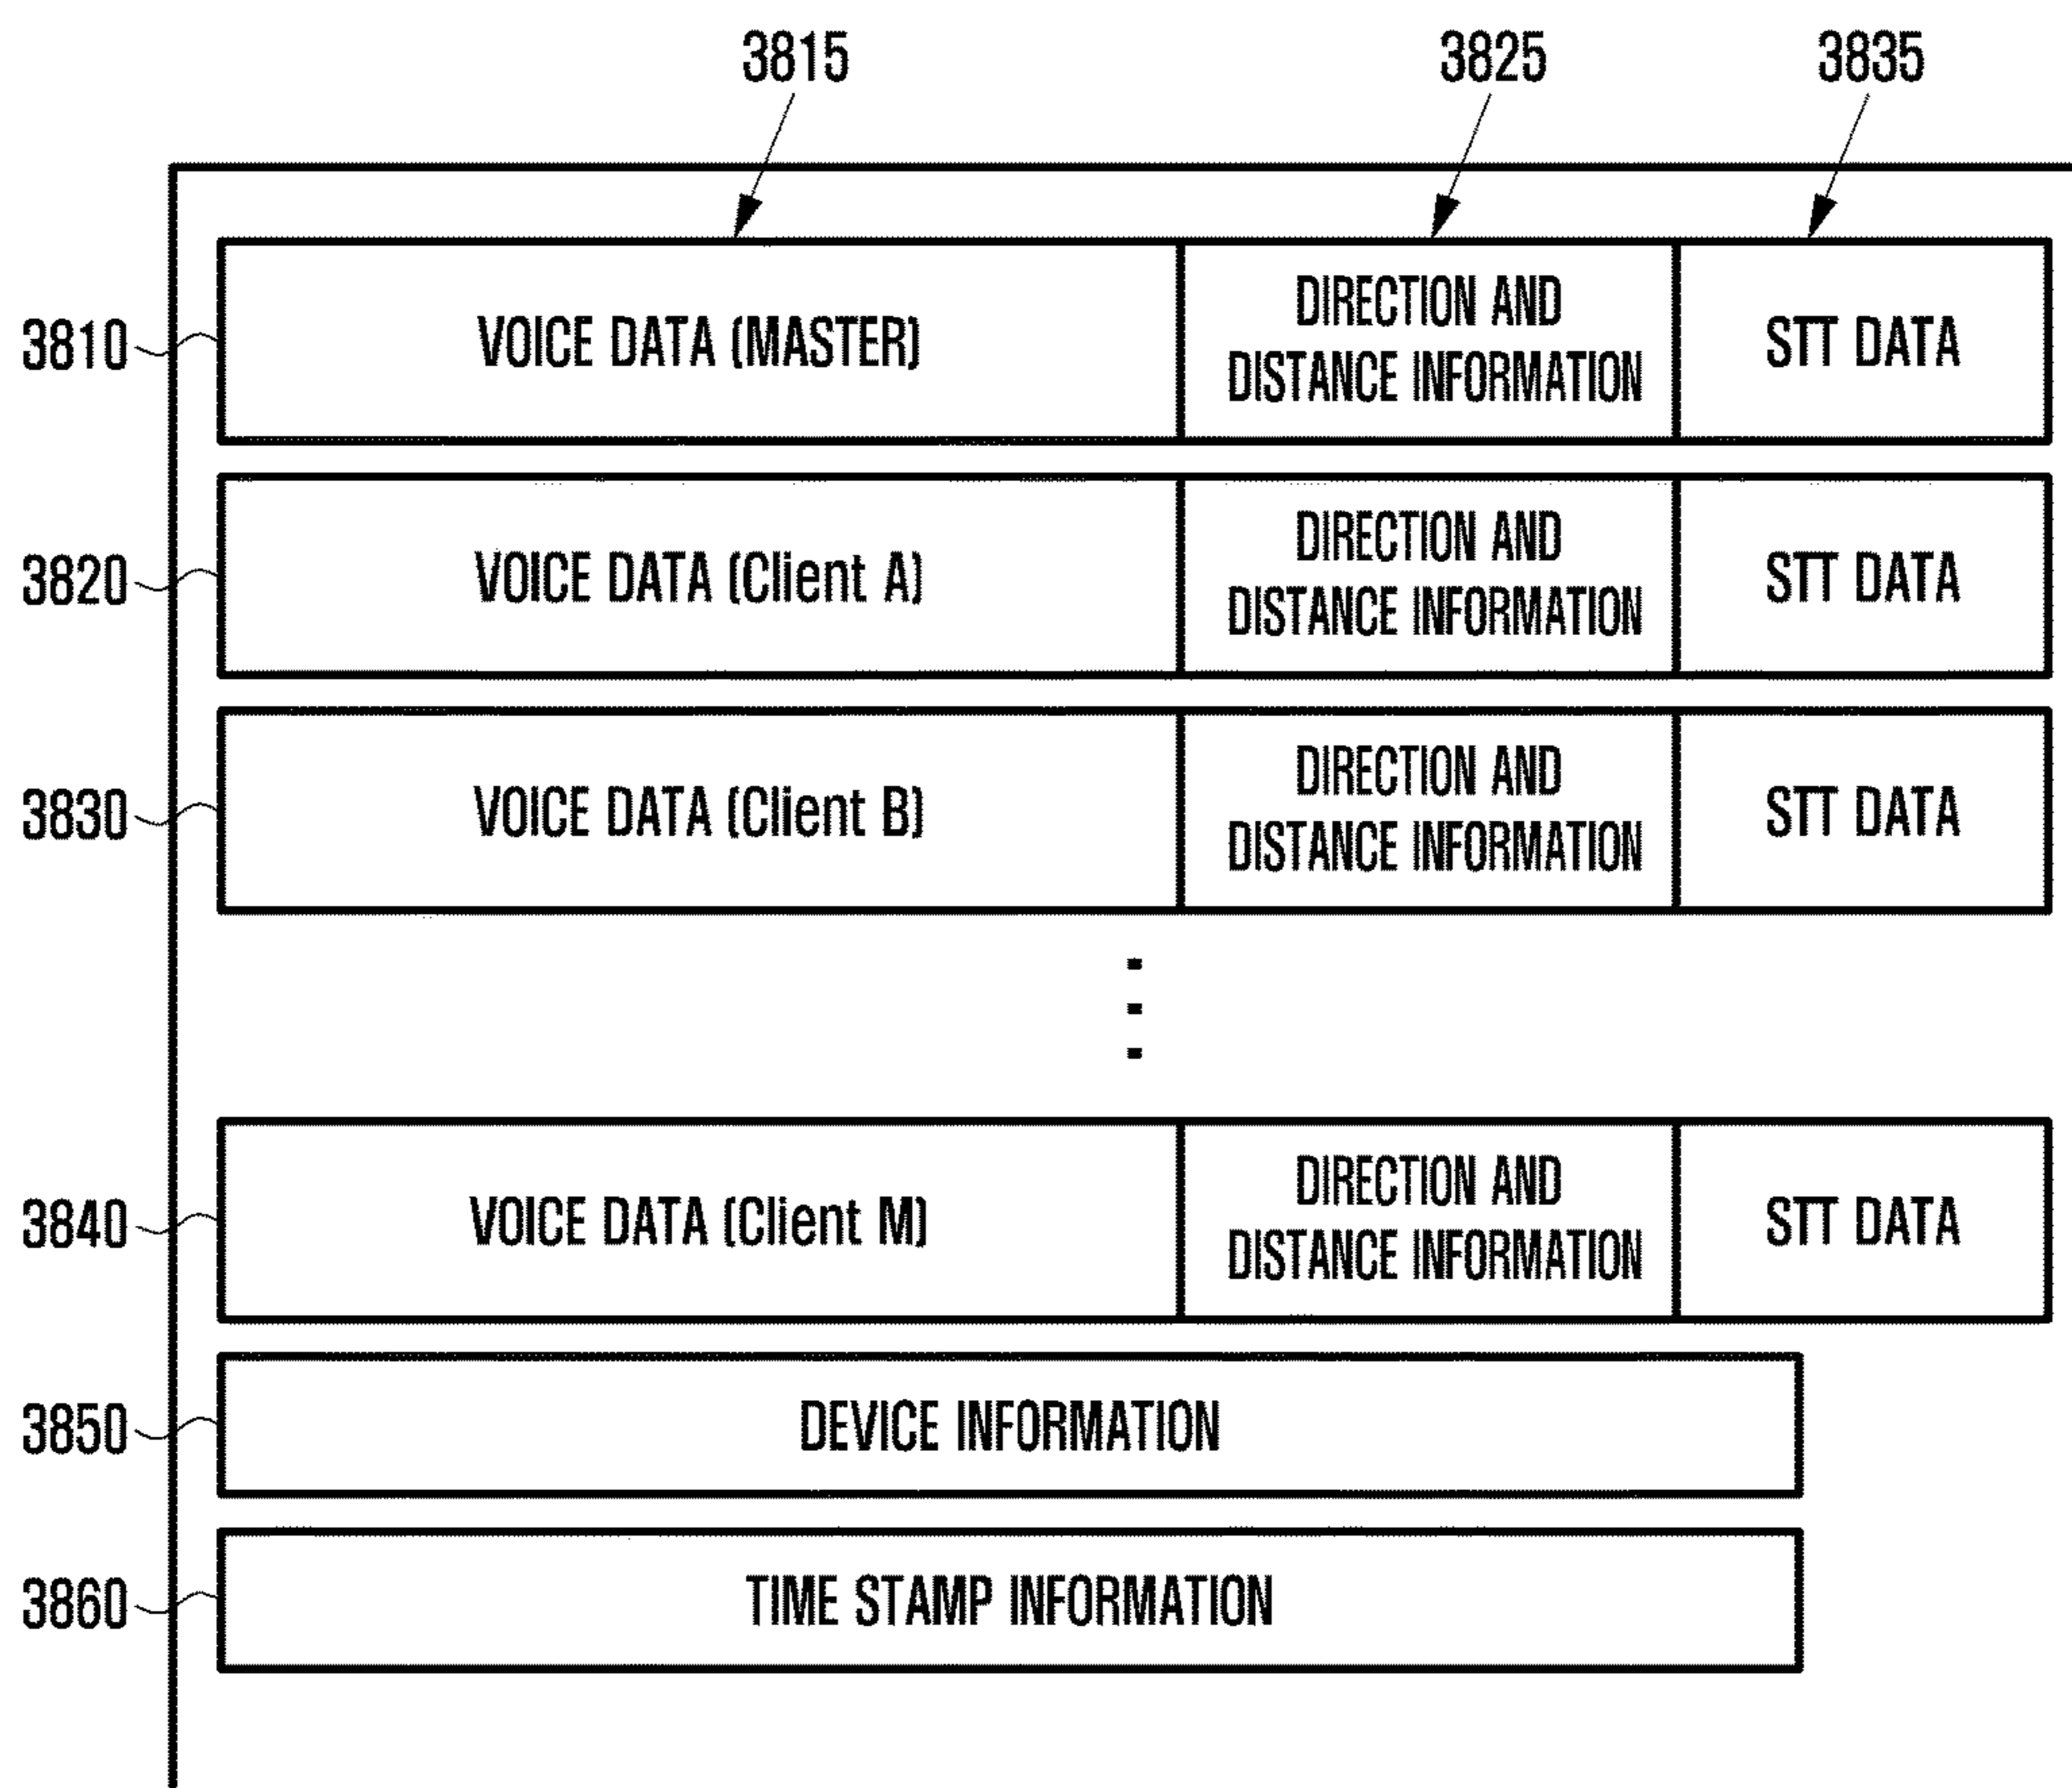 3815 3825 3835
3810 VOICE DATA (MASTER) DIRECTION AND DISTANCE INFORMATION STT DATA
3820 VOICE DATA (Client A) DIRECTION AND DISTANCE INFORMATION STT DATA
3830 VOICE DATA (Client B) DIRECTION AND DISTANCE INFORMATION STT DATA
3840 VOICE DATA (Client M) DIRECTION AND DISTANCE INFORMATION STT DATA
3850 DEVICE INFORMATION
3860 TIME STAMP INFORMATION